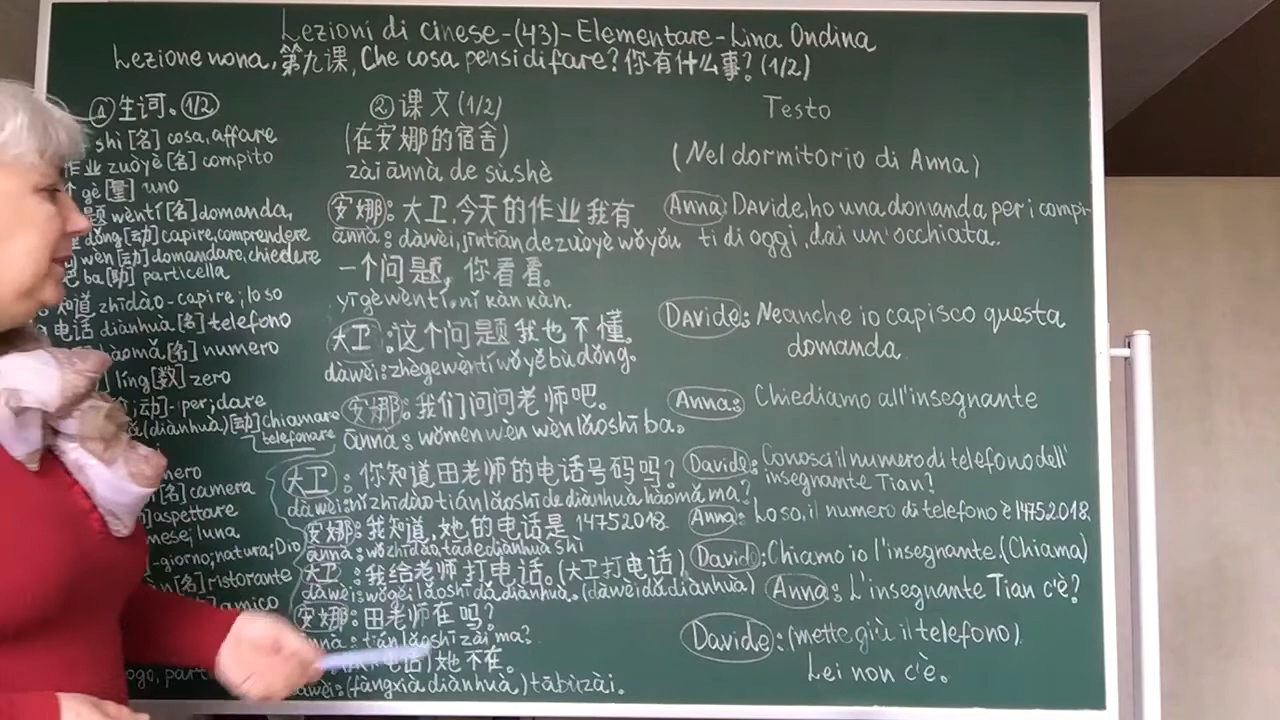 Lezioni di cinese-(43)-Elementare-Lina Ondina
Lezione nona, 第九课, Che cosa pensi di fare? 你有什么事? (1/2)
① 生词。 1/2
shì [名] cosa, affare
作业 zuòyè [名] compito
个 gè [量] uno
题 wèntí [名] domanda,
dǒng [动] capire, comprendere
wèn [动] domandare, chiedere
吧 ba [助] particella
知道 zhīdào-capire; lo so
电话 diànhuà [名] telefono
hàomǎ [名] numero
líng [数] zero
; 动 - per; dare
(diànhuà) [动] Chiamare
telefonare
[名] camera
aspettare
mese, luna
-giorno; natura; Dio
[名] ristorante
amico
② 课文 (1/2)
(在安娜的宿舍)
zài ānnà de sùshè
安娜: 大卫,今天的作业我有
ānnà: dàwèi, jīntiān de zuòyè wǒ yǒu
一个问题, 你看看。
yīgè wèntí, nǐ kàn kàn.
大卫: 这个问题我也不懂。
dàwèi: zhège wèntí wǒ yě bù dǒng.
安娜: 我们问问老师吧。
ānnà: wǒmen wèn wèn lǎoshī ba.
大卫: 你知道田老师的电话号码吗?
dàwèi: nǐ zhīdào tián lǎoshī de diànhuà hàomǎ ma?
安娜: 我知道, 她的电话是 14752018.
ānnà: wǒ zhīdào, tā de diànhuà shì
大卫: 我给老师打电话。(大卫打电话)
dàwèi: wǒ gěi lǎoshī dǎ diànhuà. (dàwèi dǎ diànhuà)
安娜: 田老师在吗?
ānnà: tián lǎoshī zài ma?
电话) 她不在。
dàwèi: (fàngxià diànhuà) tā bù zài.
Testo
(Nel dormitorio di Anna)
Anna: Davide, ho una domanda per i compi-
ti di oggi, dai un'occhiata.
Davide: Neanche io capisco questa
domanda.
Anna: Chiediamo all'insegnante
Davide: Conosci il numero di telefono dell'
insegnante Tian?
Anna: Lo so, il numero di telefono è 14752018.
Davide: Chiamo io l'insegnante. (Chiama)
Anna: L'insegnante Tian c'è?
Davide: (mette giù il telefono).
Lei non c'è.